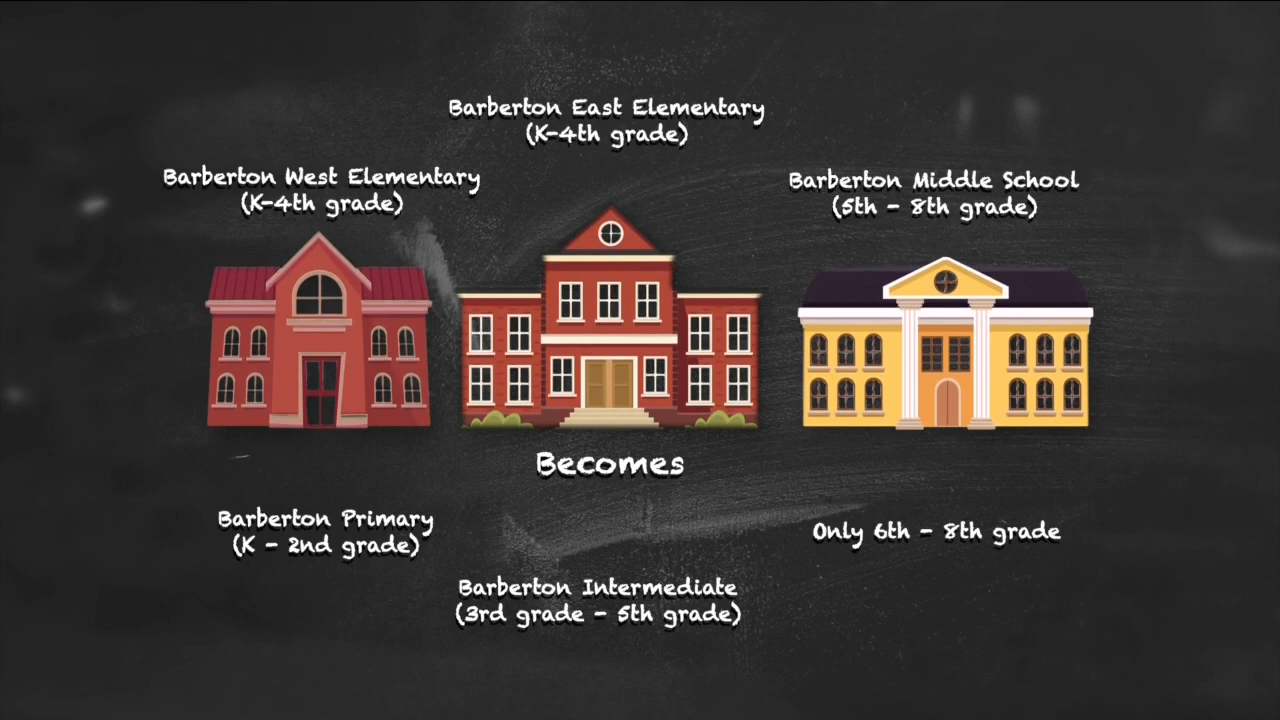 Barberton East Elementary
(K-4th grade)
Barberton West Elementary
(K-4th grade)
Barberton Middle School
(5th - 8th grade)
Becomes
Barberton Primary
(K - 2nd grade)
Only 6th - 8th grade
Barberton Intermediate
(3rd grade - 5th grade)